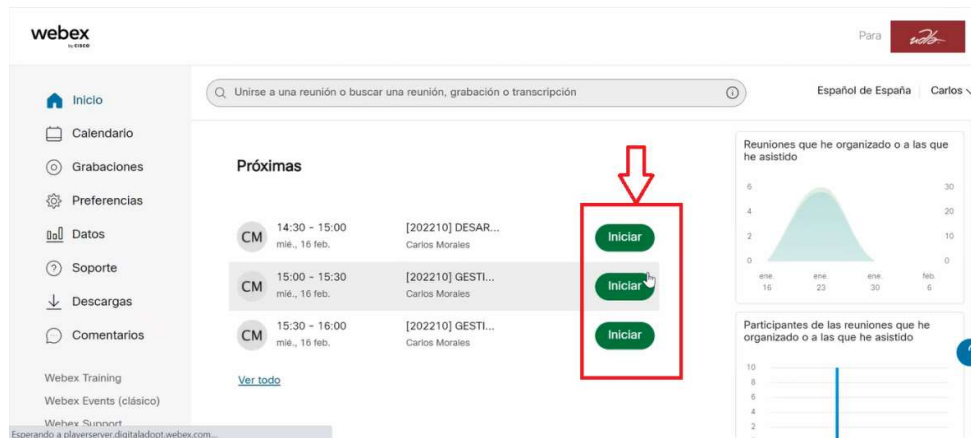 webex
by CISCO
Para
udb
Inicio
Calendario
Grabaciones
Preferencias
Datos
Soporte
Descargas
Comentarios
Webex Training
Webex Events (clásico)
Webex Support
Esperando a playerserver.digitaladopt.webex.com...
Unirse a una reunión o buscar una reunión, grabación o transcripción
Español de España
Carlos
Próximas
CM
14:30 - 15:00
mié., 16 feb.
[202210] DESAR...
Carlos Morales
Iniciar
CM
15:00 - 15:30
mié., 16 feb.
[202210] GESTI...
Carlos Morales
Iniciar
CM
15:30 - 16:00
mié., 16 feb.
[202210] GESTI...
Carlos Morales
Iniciar
Ver todo
Reuniones que he organizado o a las que
he asistido
6 30
4 20
2 10
0 0
ene. ene. ene. feb.
16 23 30 6
Participantes de las reuniones que he
organizado o a las que he asistido
10
8
6
4
2